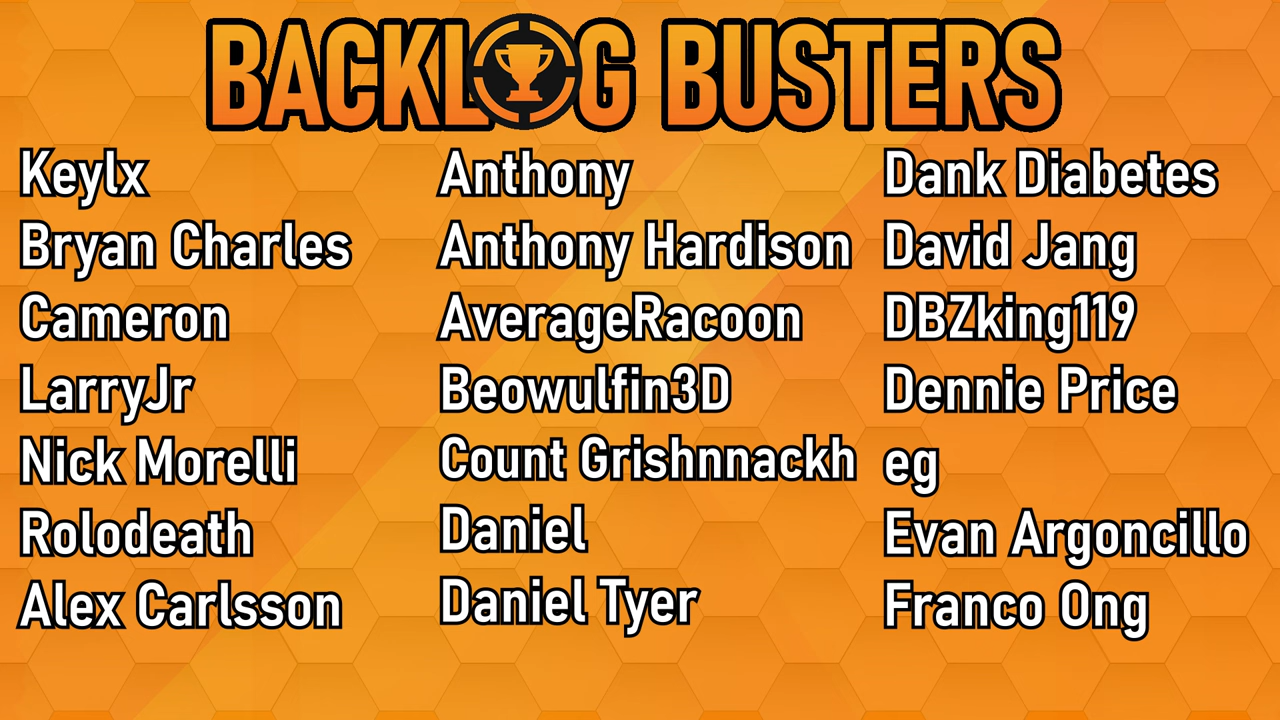 BACKLOG BUSTERS
Keylx
Bryan Charles
Cameron
LarryJr
Nick Morelli
Rolodeath
Alex Carlsson
Anthony
Anthony Hardison
AverageRacoon
Beowulfin3D
Count Grishnnackh
Daniel
Daniel Tyer
Dank Diabetes
David Jang
DBZking119
Dennie Price
eg
Evan Argoncillo
Franco Ong